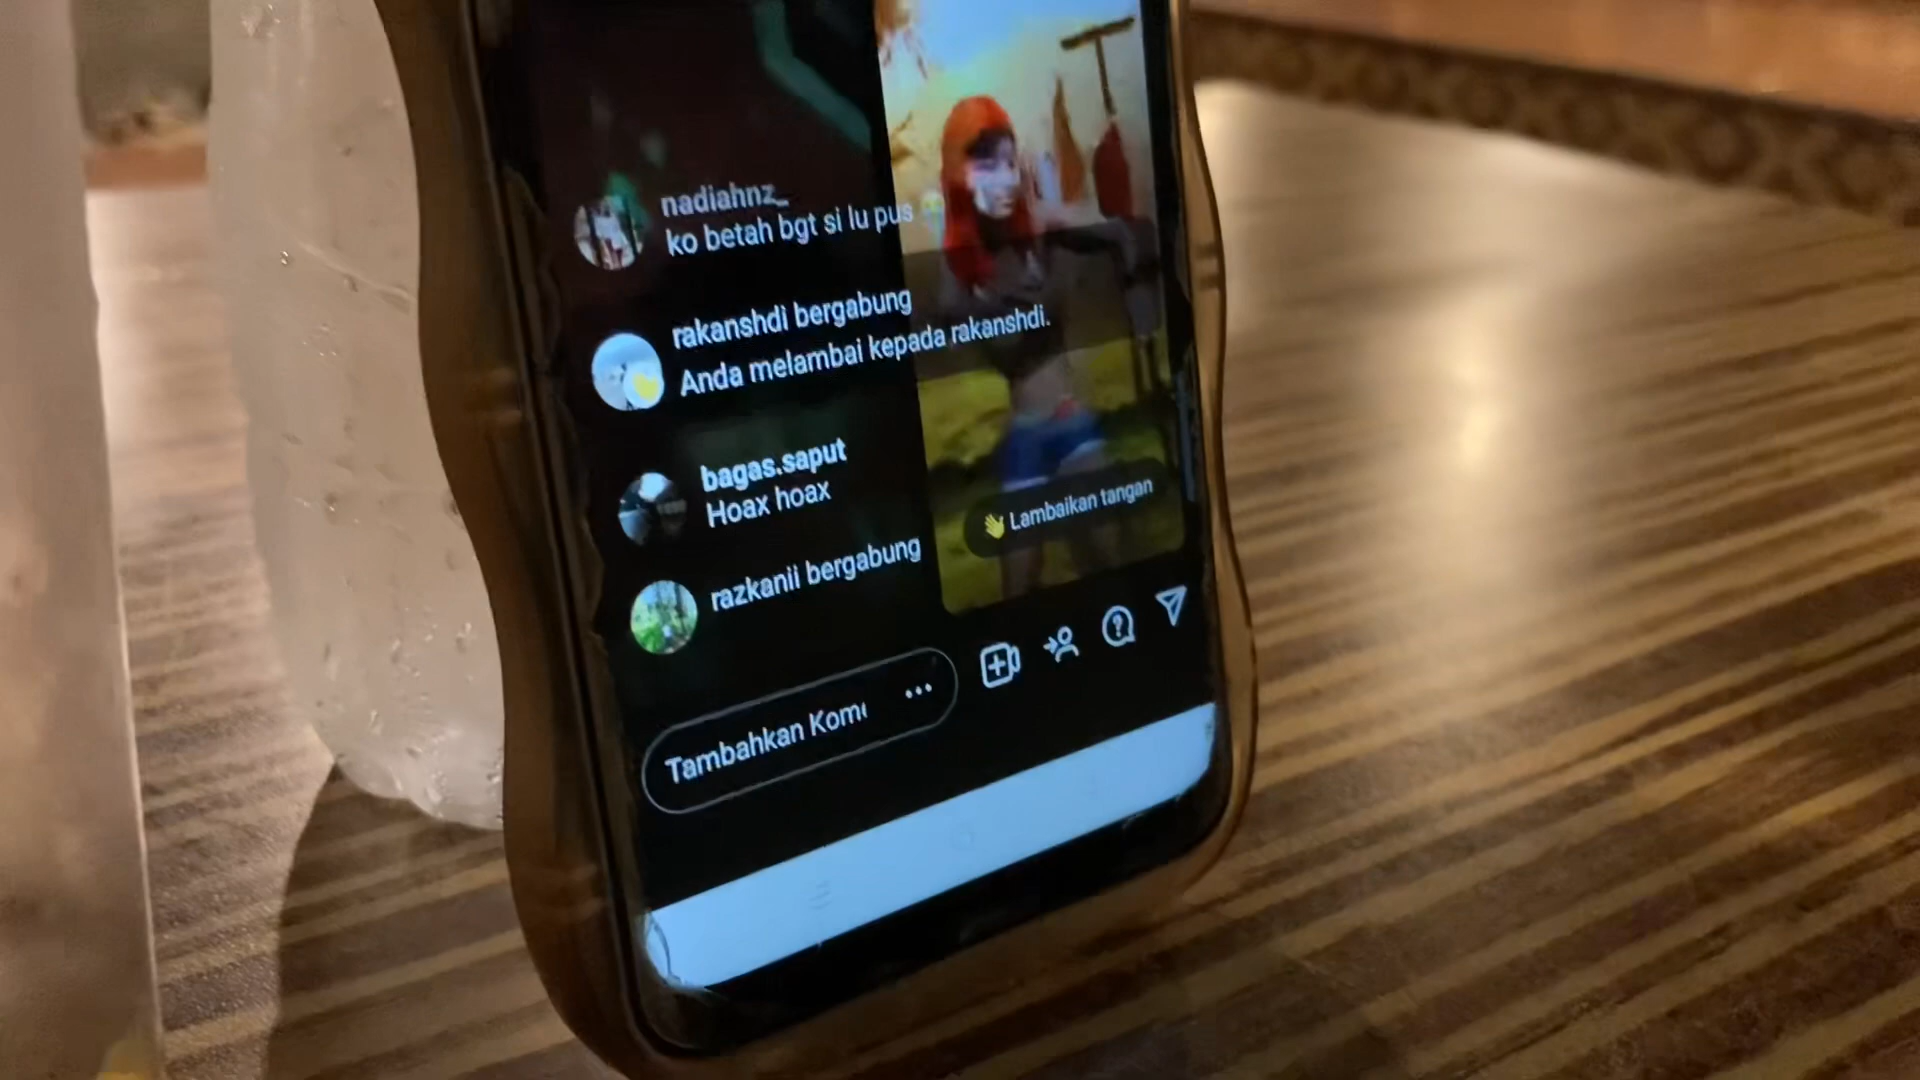 nadiahnz_
ko betah bgt si lu pus
rakanshdi bergabung
Anda melambai kepada rakanshdi.
bagas.saput
Hoax hoax
Lambaikan tangan
razkanii bergabung
Tambahkan Kom